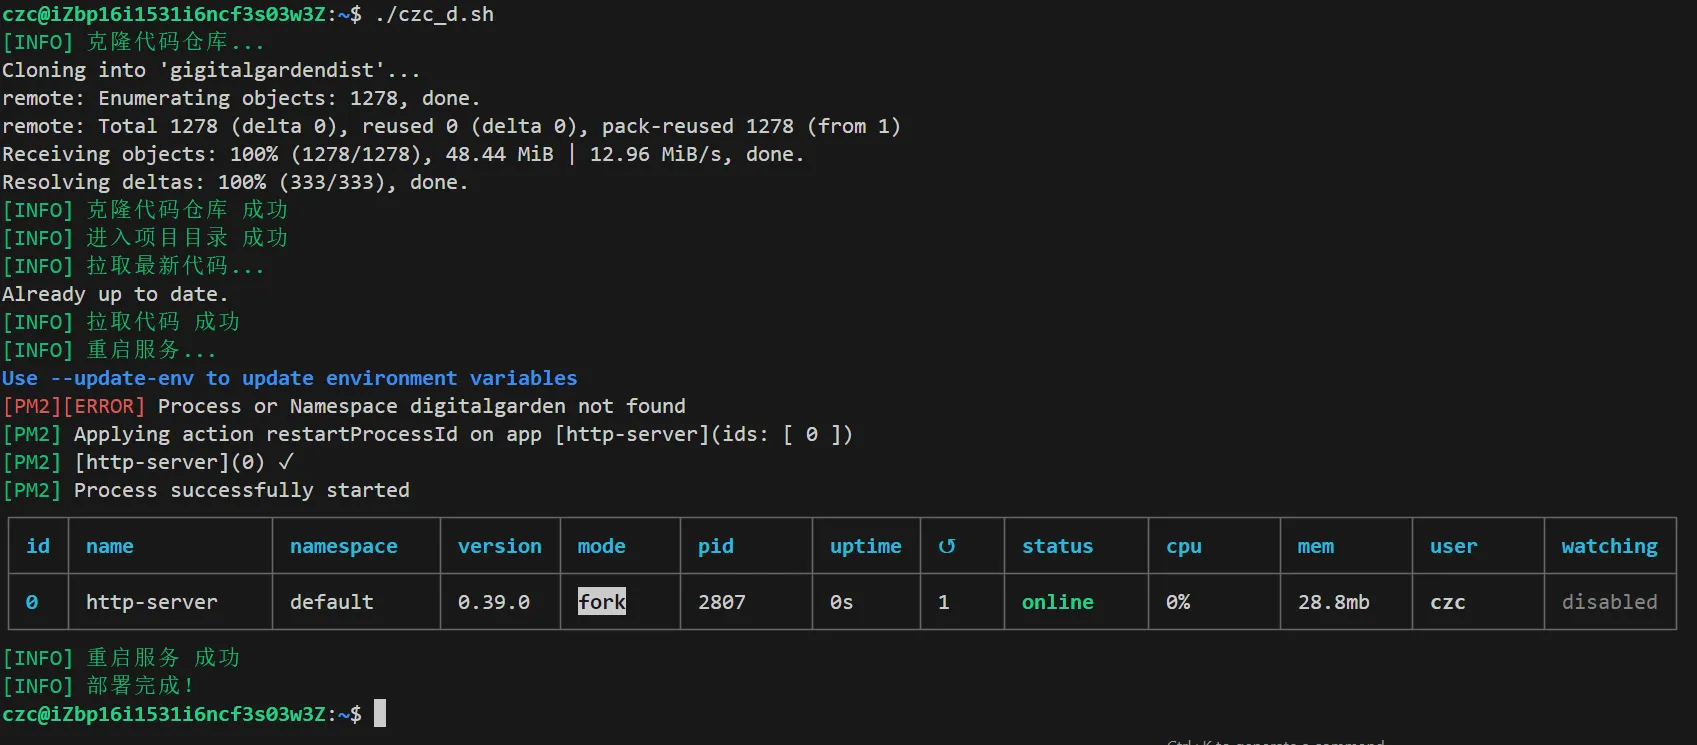 czc@iZbp16i1531i6ncf3s03w3Z:~$ ./czc_d.sh
[INFO] 克隆代码仓库...
Cloning into 'gigitalgardendist'...
remote: Enumerating objects: 1278, done.
remote: Total 1278 (delta 0), reused 0 (delta 0), pack-reused 1278 (from 1)
Receiving objects: 100% (1278/1278), 48.44 MiB | 12.96 MiB/s, done.
Resolving deltas: 100% (333/333), done.
[INFO] 克隆代码仓库 成功
[INFO] 进入项目目录 成功
[INFO] 拉取最新代码...
Already up to date.
[INFO] 拉取代码 成功
[INFO] 重启服务...
Use --update-env to update environment variables
[PM2][ERROR] Process or Namespace digitalgarden not found
[PM2] Applying action restartProcessId on app [http-server](ids: [ 0 ])
[PM2] [http-server](0) ✓
[PM2] Process successfully started
id name namespace version mode pid uptime ↺ status cpu mem user watching
0 http-server default 0.39.0 fork 2807 0s 1 online 0% 28.8mb czc disabled
[INFO] 重启服务 成功
[INFO] 部署完成!
czc@iZbp16i1531i6ncf3s03w3Z:~$